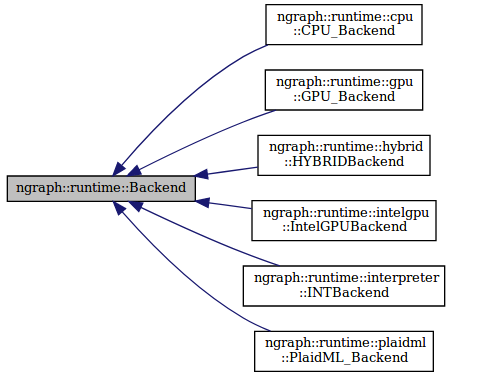 ngraph::runtime::cpu
::CPU_Backend
ngraph::runtime::gpu
::GPU_Backend
ngraph::runtime::hybrid
::HYBRIDBackend
ngraph::runtime::Backend
ngraph::runtime::intelgpu
::IntelGPUBackend
ngraph::runtime::interpreter
::INTBackend
ngraph::runtime::plaidml
::PlaidML_Backend